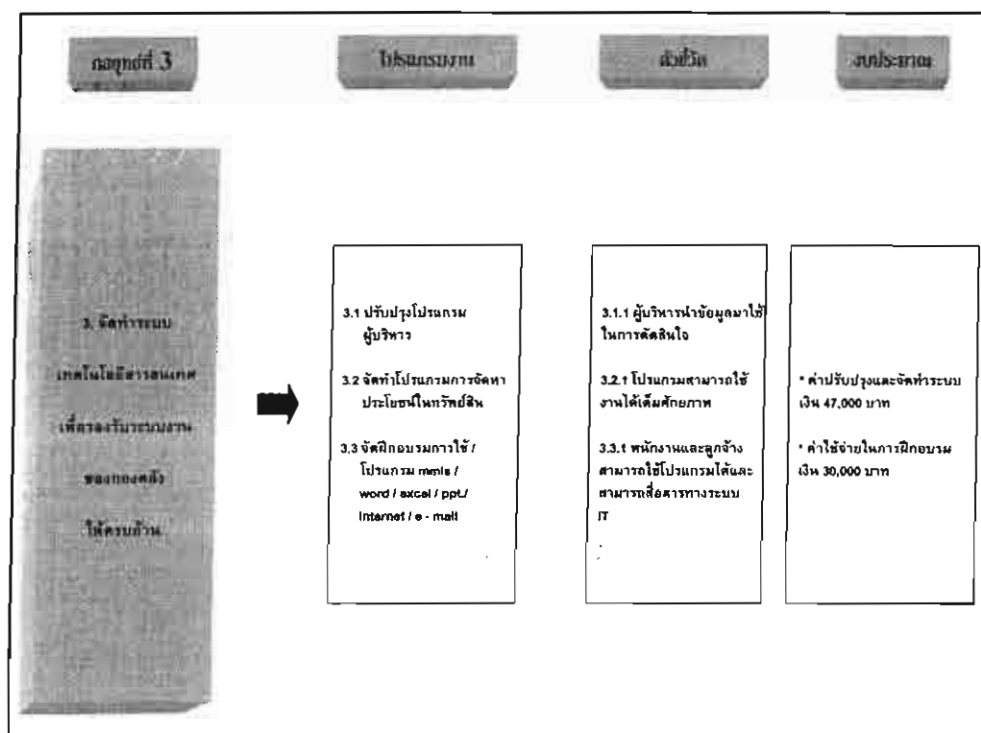 กลยุทธ์ที่ 3
โปรแกรมงาน
ตัวชี้วัด
งบประมาณ
3. จัดทำระบบ
เทคโนโลยีสารสนเทศ
เพื่อรองรับระบบงาน
ของกองคลัง
ให้ครบถ้วน
3.1 ปรับปรุงโปรแกรม
ผู้บริหาร
3.2 จัดทำโปรแกรมการจัดหา
ประโยชน์ในทรัพย์สิน
3.3 จัดฝึกอบรมการใช้ /
โปรแกรม mmis /
word / excel / ppt./
Internet / e - mail
3.1.1 ผู้บริหารนำข้อมูลมาใช้
ในการตัดสินใจ
3.2.1 โปรแกรมสามารถใช้
งานได้เต็มศักยภาพ
3.3.1 พนักงานและลูกจ้าง
สามารถใช้โปรแกรมได้และ
สามารถสื่อสารทางระบบ
IT
* ค่าปรับปรุงและจัดทำระบบ
เงิน 47,000 บาท
* ค่าใช้จ่ายในการฝึกอบรม
เงิน 30,000 บาท